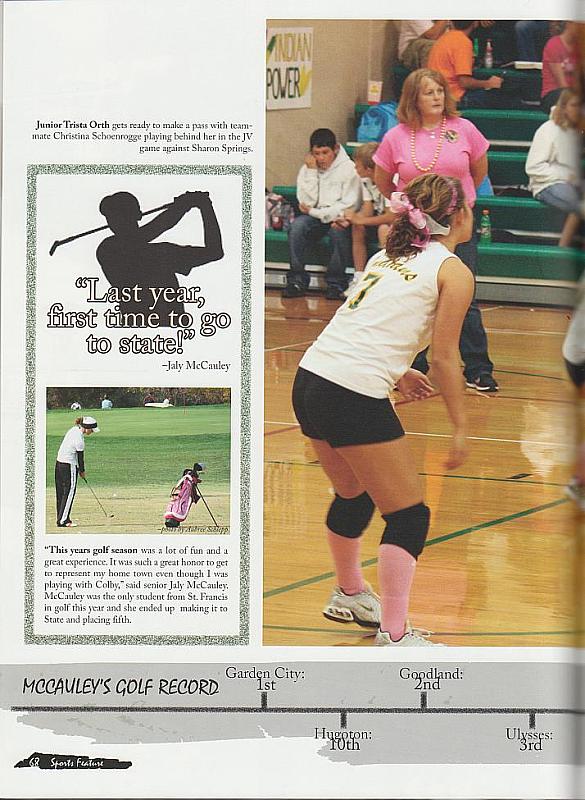 INDIAN
POWER
Junior Trista Orth gets ready to make a pass with team-
mate Christina Schoenrogge playing behind her in the JV
game against Sharon Springs.
"Last year,
first time to go
to state!"
–Jaly McCauley
7
–photo by Aubree Schlepp
"This years golf season was a lot of fun and a
great experience. It was such a great honor to get
to represent my home town even though I was
playing with Colby," said senior Jaly McCauley.
McCauley was the only student from St. Francis
in golf this year and she ended up making it to
State and placing fifth.
MCCAULEY'S GOLF RECORD
Garden City:
1st
Goodland:
2nd
Hugoton:
10th
Ulysses:
3rd
68 Sports Feature